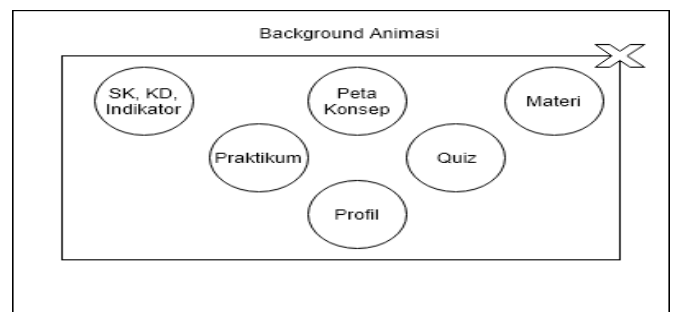 Background Animasi
SK, KD,
Indikator
Peta
Konsep
Materi
Praktikum
Quiz
Profil